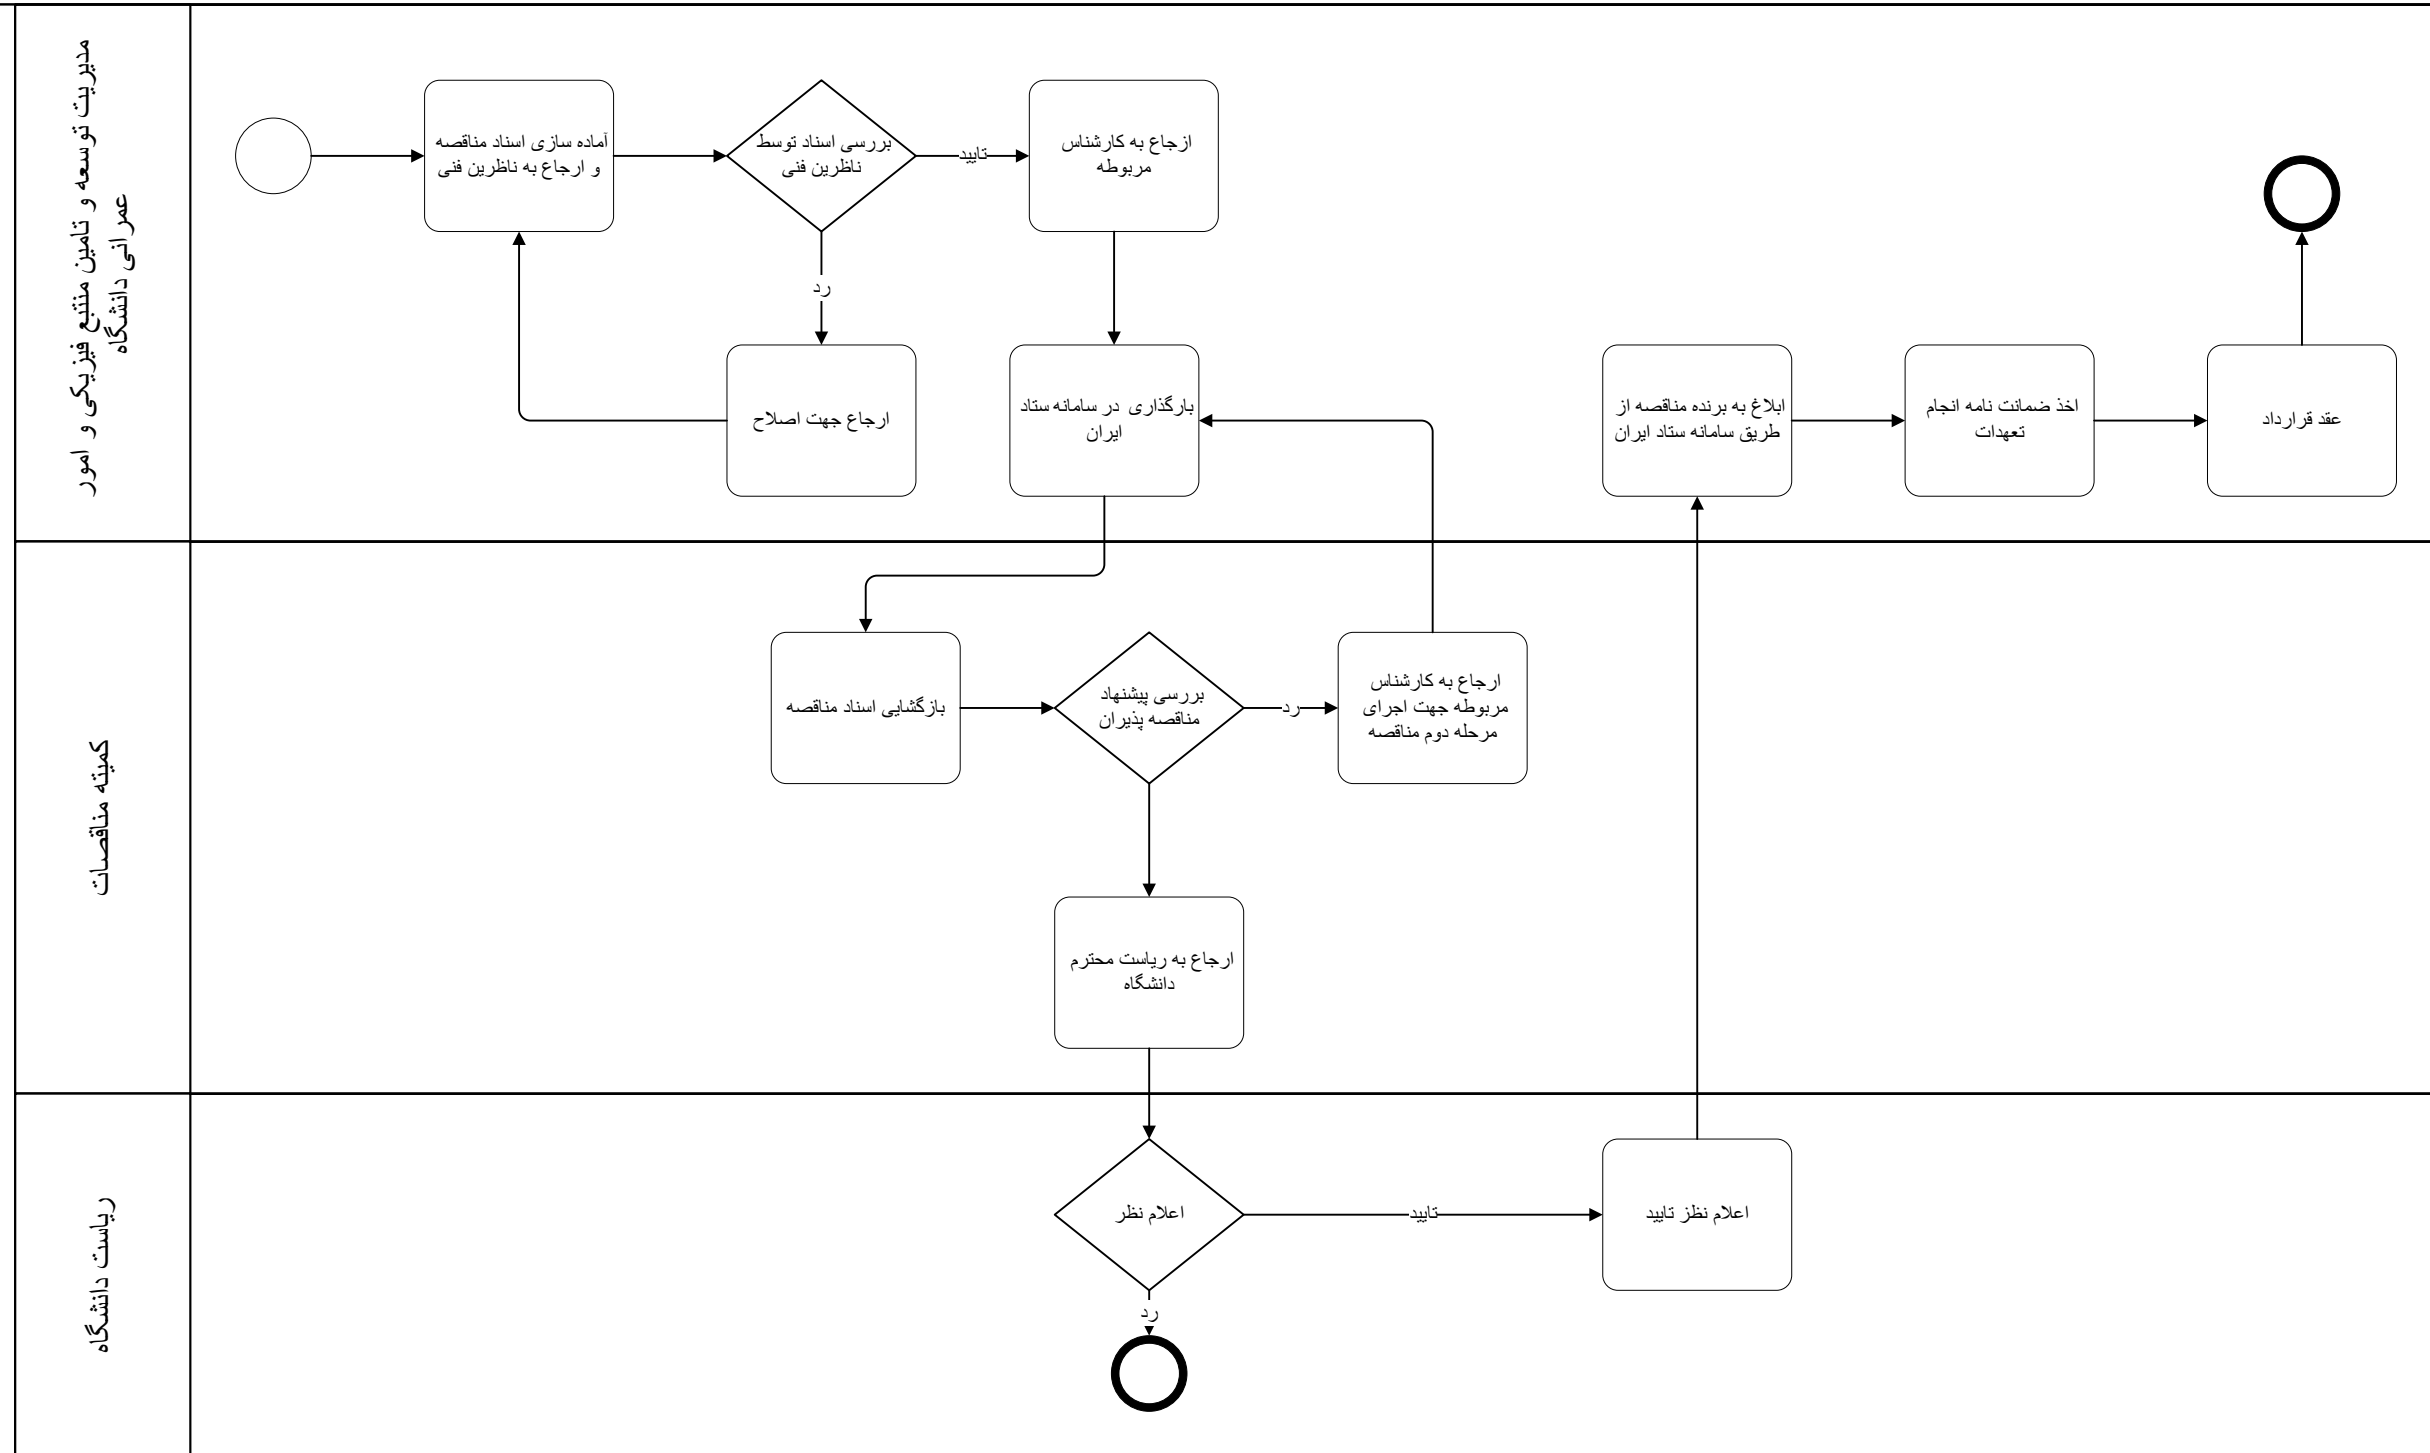 مدیریت توسعه و تامین منتبع فیزیکی و امور
عمرانی دانشگاه
آماده سازی اسناد مناقصه
و ارجاع به ناظرین فنی
بررسی اسناد توسط
ناظرین فنی
تایید
ازجاع به کارشناس
مربوطه
رد
ارجاع جهت اصلاح
بارگذاری در سامانه ستاد
ایران
ابلاغ به برنده مناقصه از
طریق سامانه ستاد ایران
اخذ ضمانت نامه انجام
تعهدات
عقد قرارداد
کمیته مناقصات
بازگشایی اسناد مناقصه
بررسی پیشنهاد
مناقصه پذیران
رد
ارجاع به کارشناس
مربوطه جهت اجرای
مرحله دوم مناقصه
ارجاع به ریاست محترم
دانشگاه
ریاست دانشگاه
اعلام نظر
تایید
اعلام نظز تایید
رد